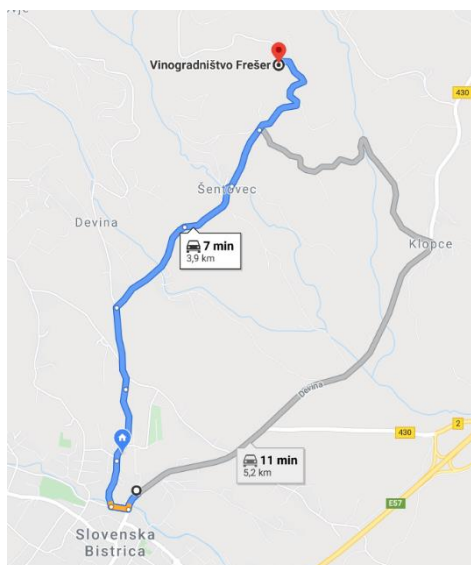 Vinogradništvo Frešer
430
Šentovec
Devina
7 min
3,9 km
Klopce
Devina
2
430
11 min
5,2 km
E57
Slovenska
Bistrica